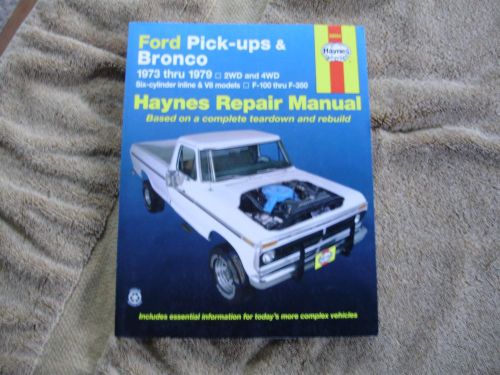 Ford Pick-ups &
Bronco
1973 thru 1979 □ 2WD and 4WD
Six-cylinder inline & V8 models □ F-100 thru F-350
Haynes Repair Manual
Based on a complete teardown and rebuild
Haynes
Includes essential information for today's more complex vehicles